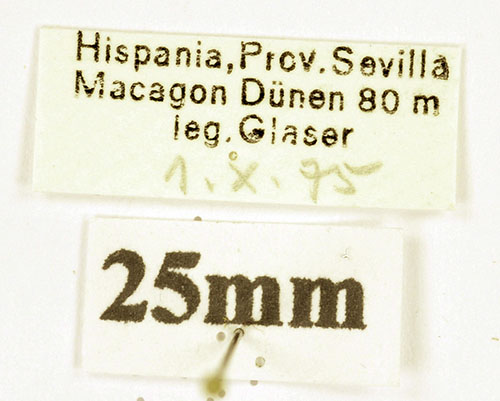 Hispania, Prov. Sevilla
Macagon Dünen 80 m
leg. Glaser
1. X. 75
25mm